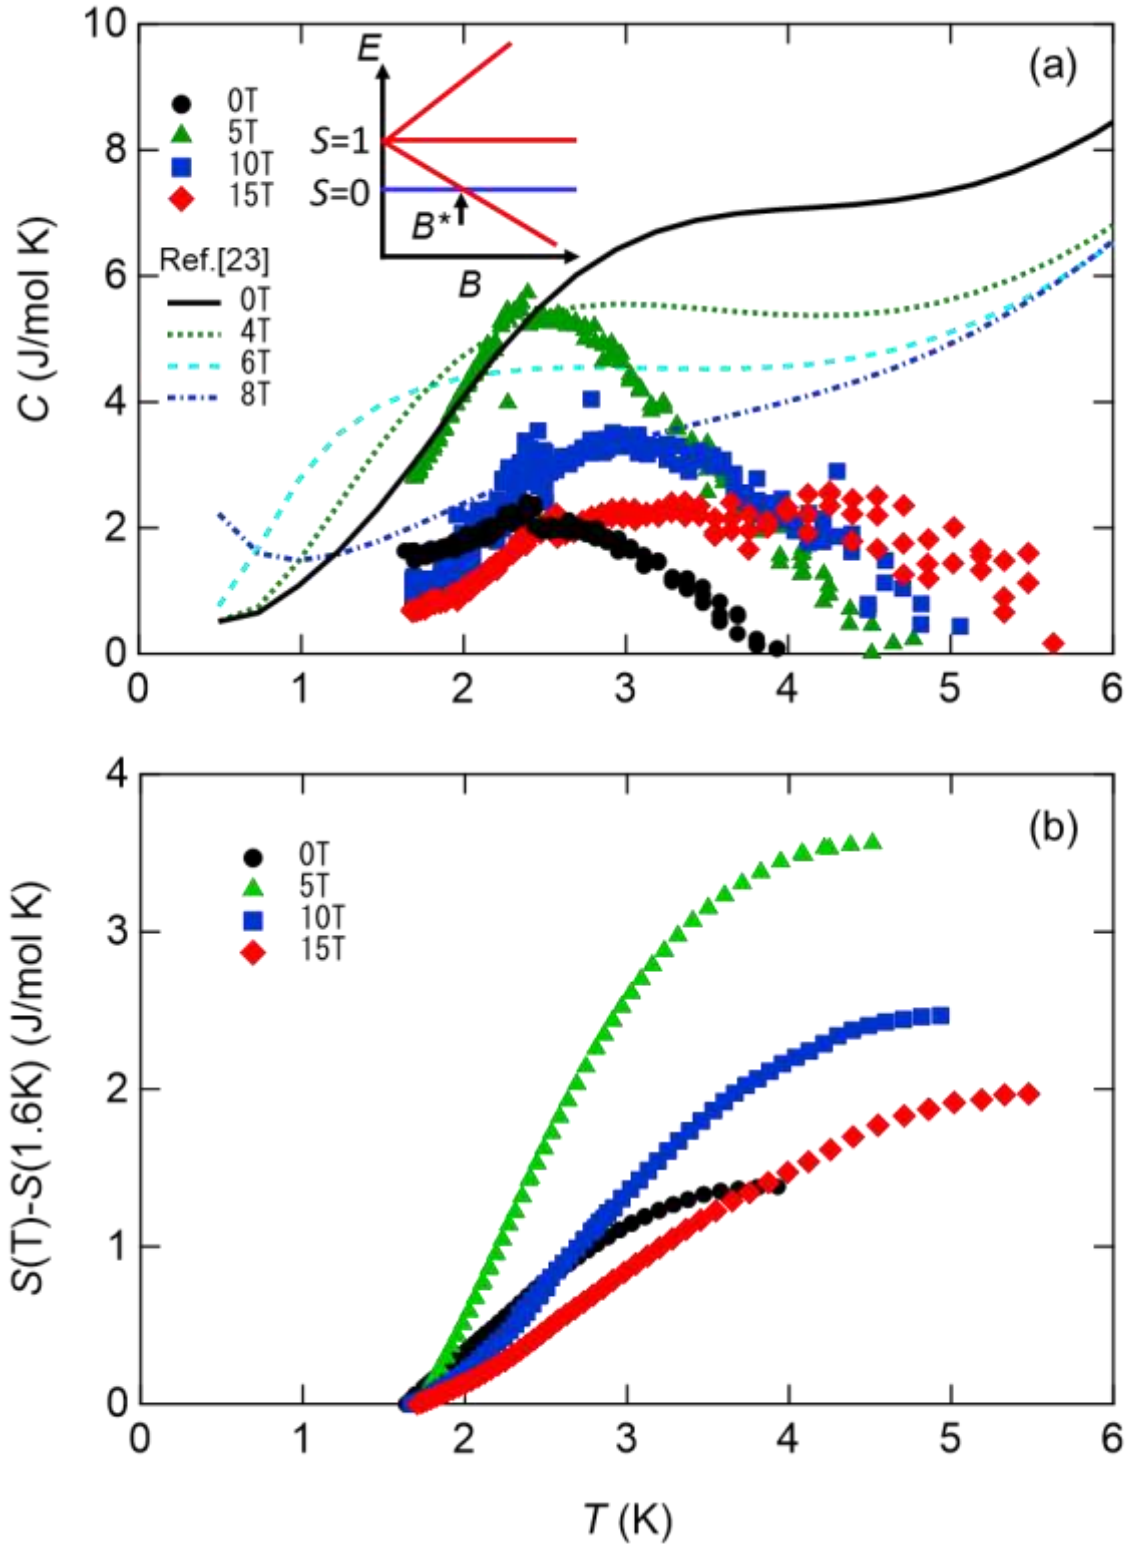 10
8
6
4
2
0
C (J/mol K)
(a)
0T
5T
10T
15T
Ref.[23]
0T
4T
6T
8T
E
S=1
S=0
B*
B
0 1 2 3 4 5 6
4
3
2
1
0
S(T)-S(1.6K) (J/mol K)
(b)
0T
5T
10T
15T
0 1 2 3 4 5 6
T (K)